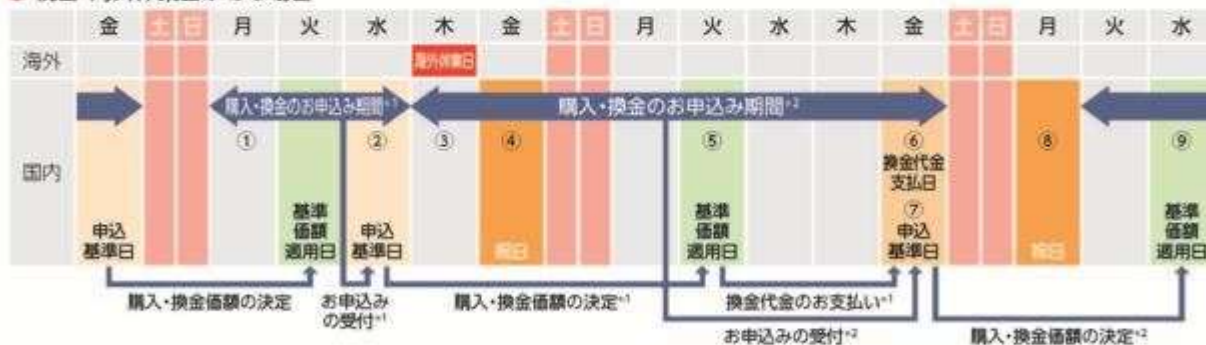 金 土 日 月 火 水 木 金 土 日 月 火 水 木 金 土 日 月 火 水
海外
海外休業日
国内
購入・換金のお申込み期間*1
購入・換金のお申込み期間*2
① ② ③ ④ ⑤ ⑥ ⑧ ⑨
換金代金
支払日
⑦
申込
基準日
基準
価額
適用日
申込
基準日
祝日
基準
価額
適用日
申込
基準日
祝日
基準
価額
適用日
購入・換金価額の決定
お申込み
の受付*1
購入・換金価額の決定*1
換金代金のお支払い*1
お申込みの受付*2
購入・換金価額の決定*2